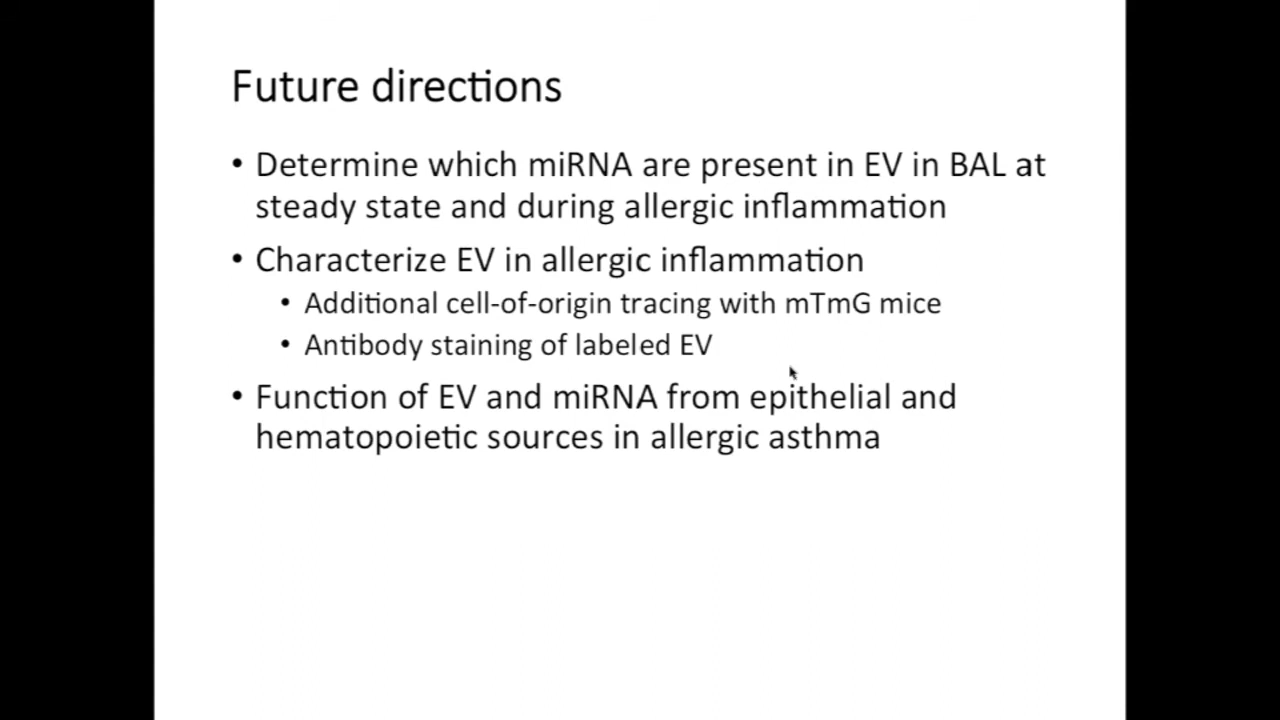 Future directions
• Determine which miRNA are present in EV in BAL at
steady state and during allergic inflammation
• Characterize EV in allergic inflammation
• Additional cell-of-origin tracing with mTmG mice
• Antibody staining of labeled EV
• Function of EV and miRNA from epithelial and
hematopoietic sources in allergic asthma